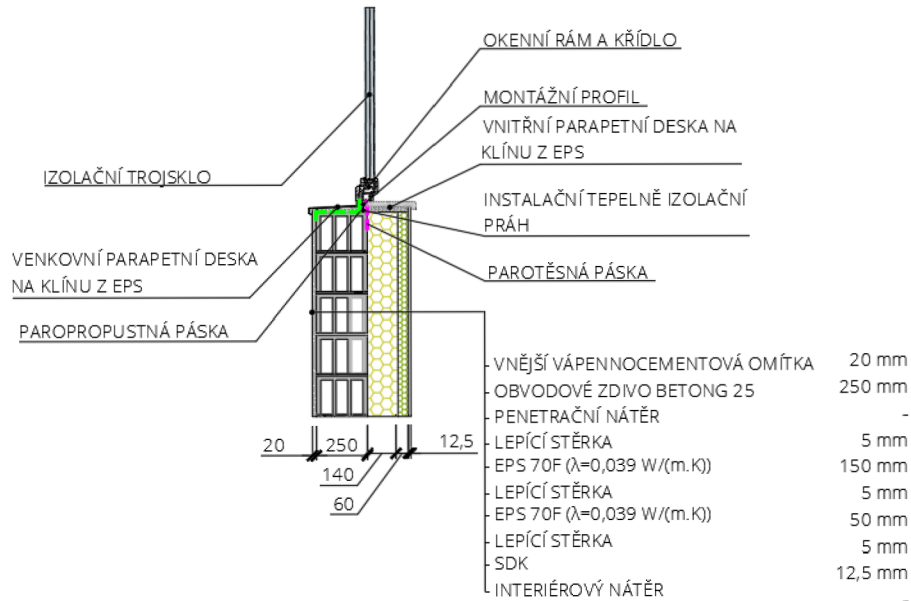 OKENNÍ RÁM A KŘÍDLO
MONTÁŽNÍ PROFIL
VNITŘNÍ PARAPETNÍ DESKA NA
KLÍNU Z EPS
IZOLAČNÍ TROJSKLO
INSTALAČNÍ TEPELNĚ IZOLAČNÍ
PRÁH
VENKOVNÍ PARAPETNÍ DESKA
NA KLÍNU Z EPS
PAROTĚSNÁ PÁSKA
PAROPROPUSTNÁ PÁSKA
VNĚJŠÍ VÁPENNOCEMENTOVÁ OMÍTKA 20 mm
OBVODOVÉ ZDIVO BETONG 25 250 mm
PENETRAČNÍ NÁTĚR -
LEPÍCÍ STĚRKA 5 mm
EPS 70F (λ=0,039 W/(m.K)) 150 mm
LEPÍCÍ STĚRKA 5 mm
EPS 70F (λ=0,039 W/(m.K)) 50 mm
LEPÍCÍ STĚRKA 5 mm
SDK 12,5 mm
INTERIÉROVÝ NÁTĚR -
20 250 12,5
140
60